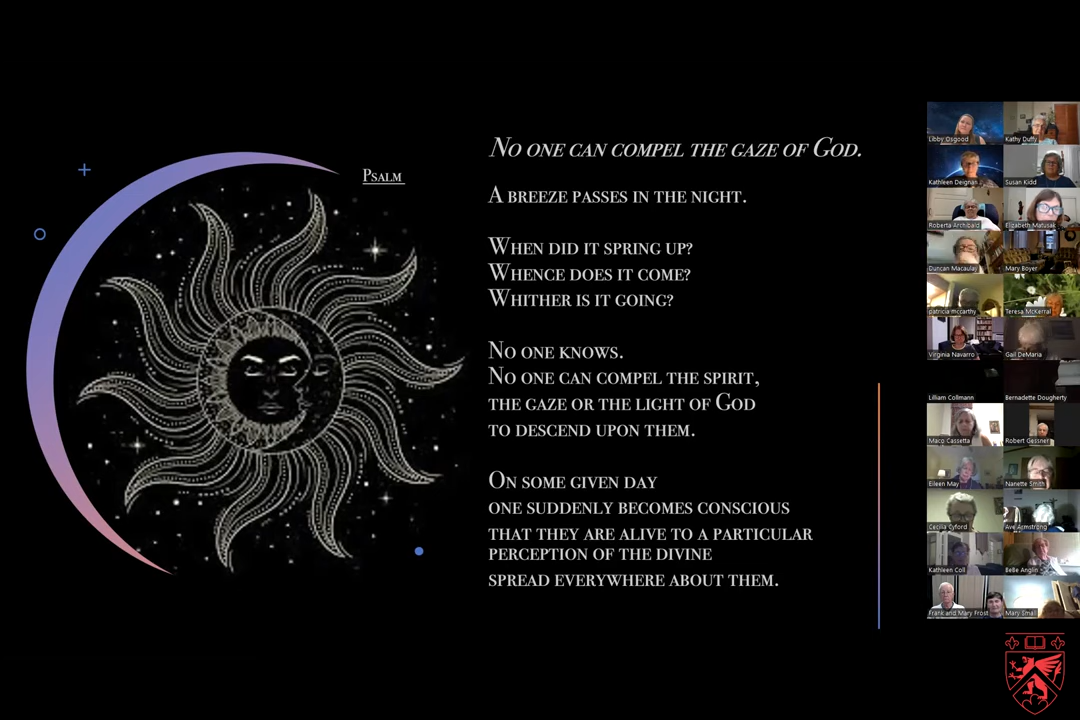 Psalm
No one can compel the gaze of God.
A breeze passes in the night.
When did it spring up?
Whence does it come?
Whither is it going?
No one knows.
No one can compel the Spirit,
the gaze or the light of God
to descend upon them.
On some given day
one suddenly becomes conscious
that they are alive to a particular
perception of the divine
spread everywhere about them.
Libby Osgood
Kathy Duffy
Kathleen Deignan
Susan Kidd
Roberta Archibald
Elizabeth Matusak
Duncan Macaulay
Mary Boyer
patricia mccarthy
Teresa McKerral
Virginia Navarro
Gail DeMaria
Lilliam Collmann
Bernadette Dougherty
Maco Cassetta
Robert Gessner
Eileen May
Nanette Smith
Cecilia Cyford
Ave Armstrong
Kathleen Coll
BeBe Anglin
Frank and Mary Frost
Mary Small